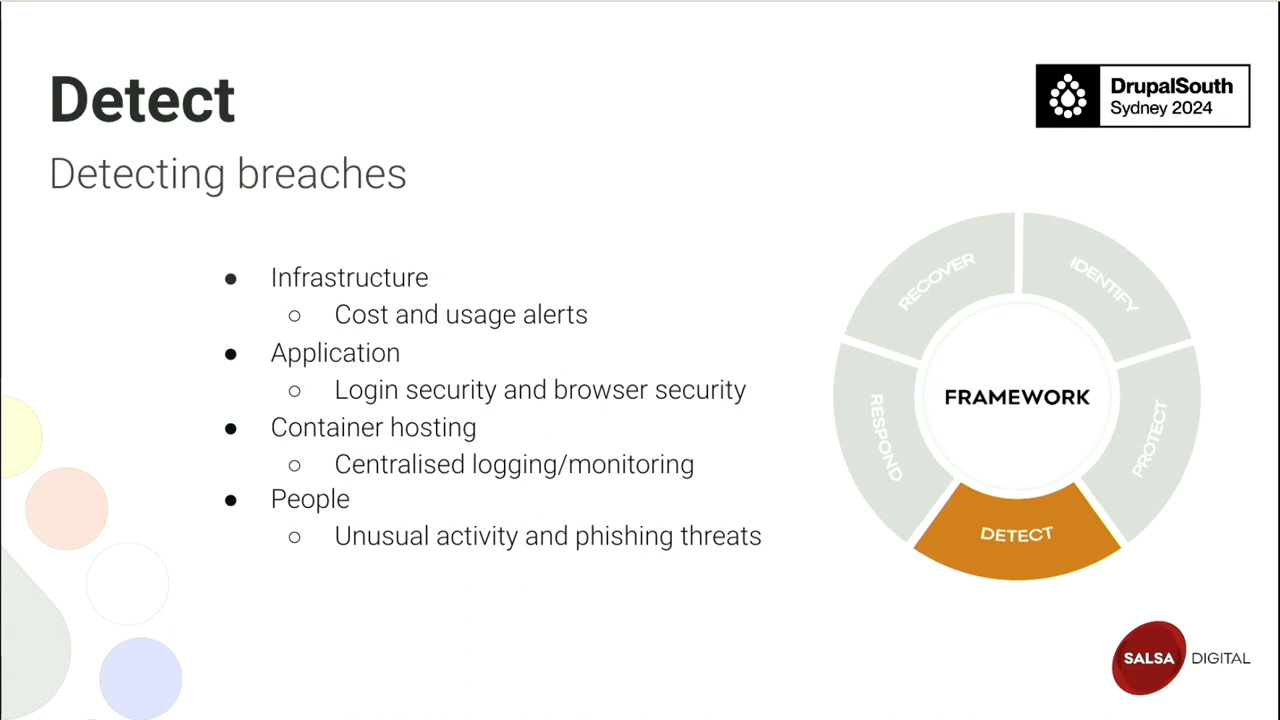 Detect
DrupalSouth
Sydney 2024
Detecting breaches
● Infrastructure
○ Cost and usage alerts
● Application
○ Login security and browser security
● Container hosting
○ Centralised logging/monitoring
● People
○ Unusual activity and phishing threats
RECOVER
IDENTIFY
FRAMEWORK
RESPOND
PROTECT
DETECT
SALSA DIGITAL